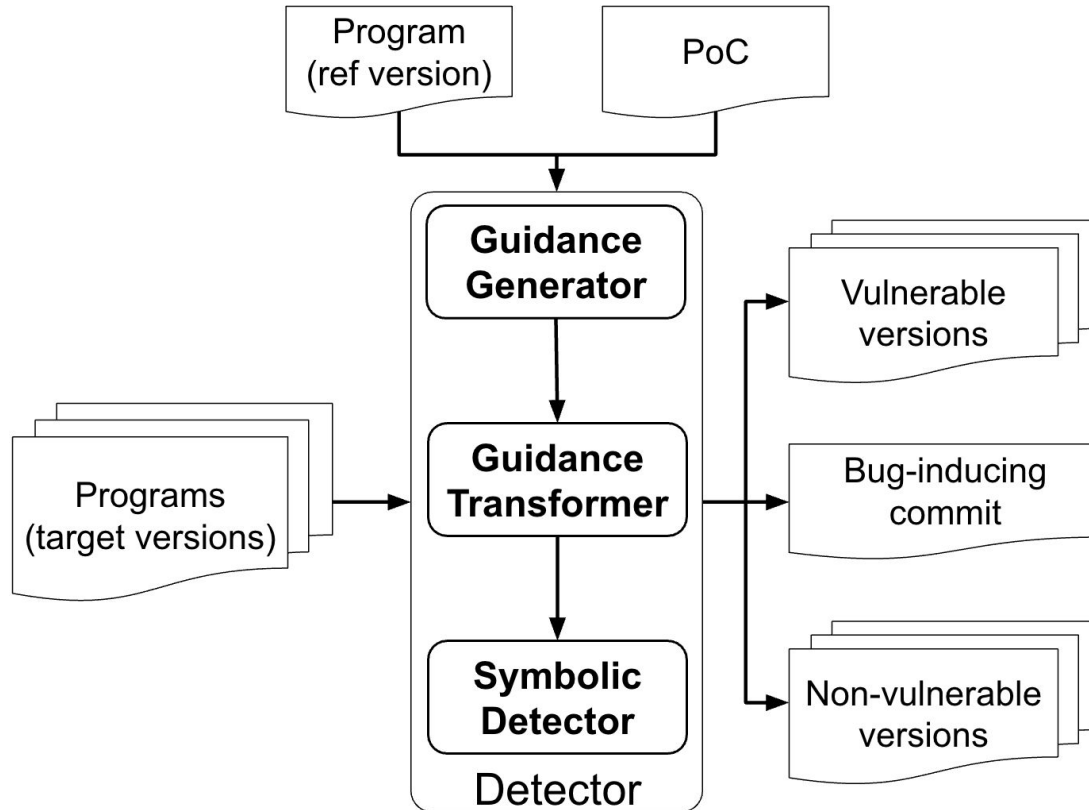 Program
(ref version)
PoC
Guidance
Generator
Vulnerable
versions
Programs
(target versions)
Guidance
Transformer
Bug-inducing
commit
Symbolic
Detector
Non-vulnerable
versions
Detector